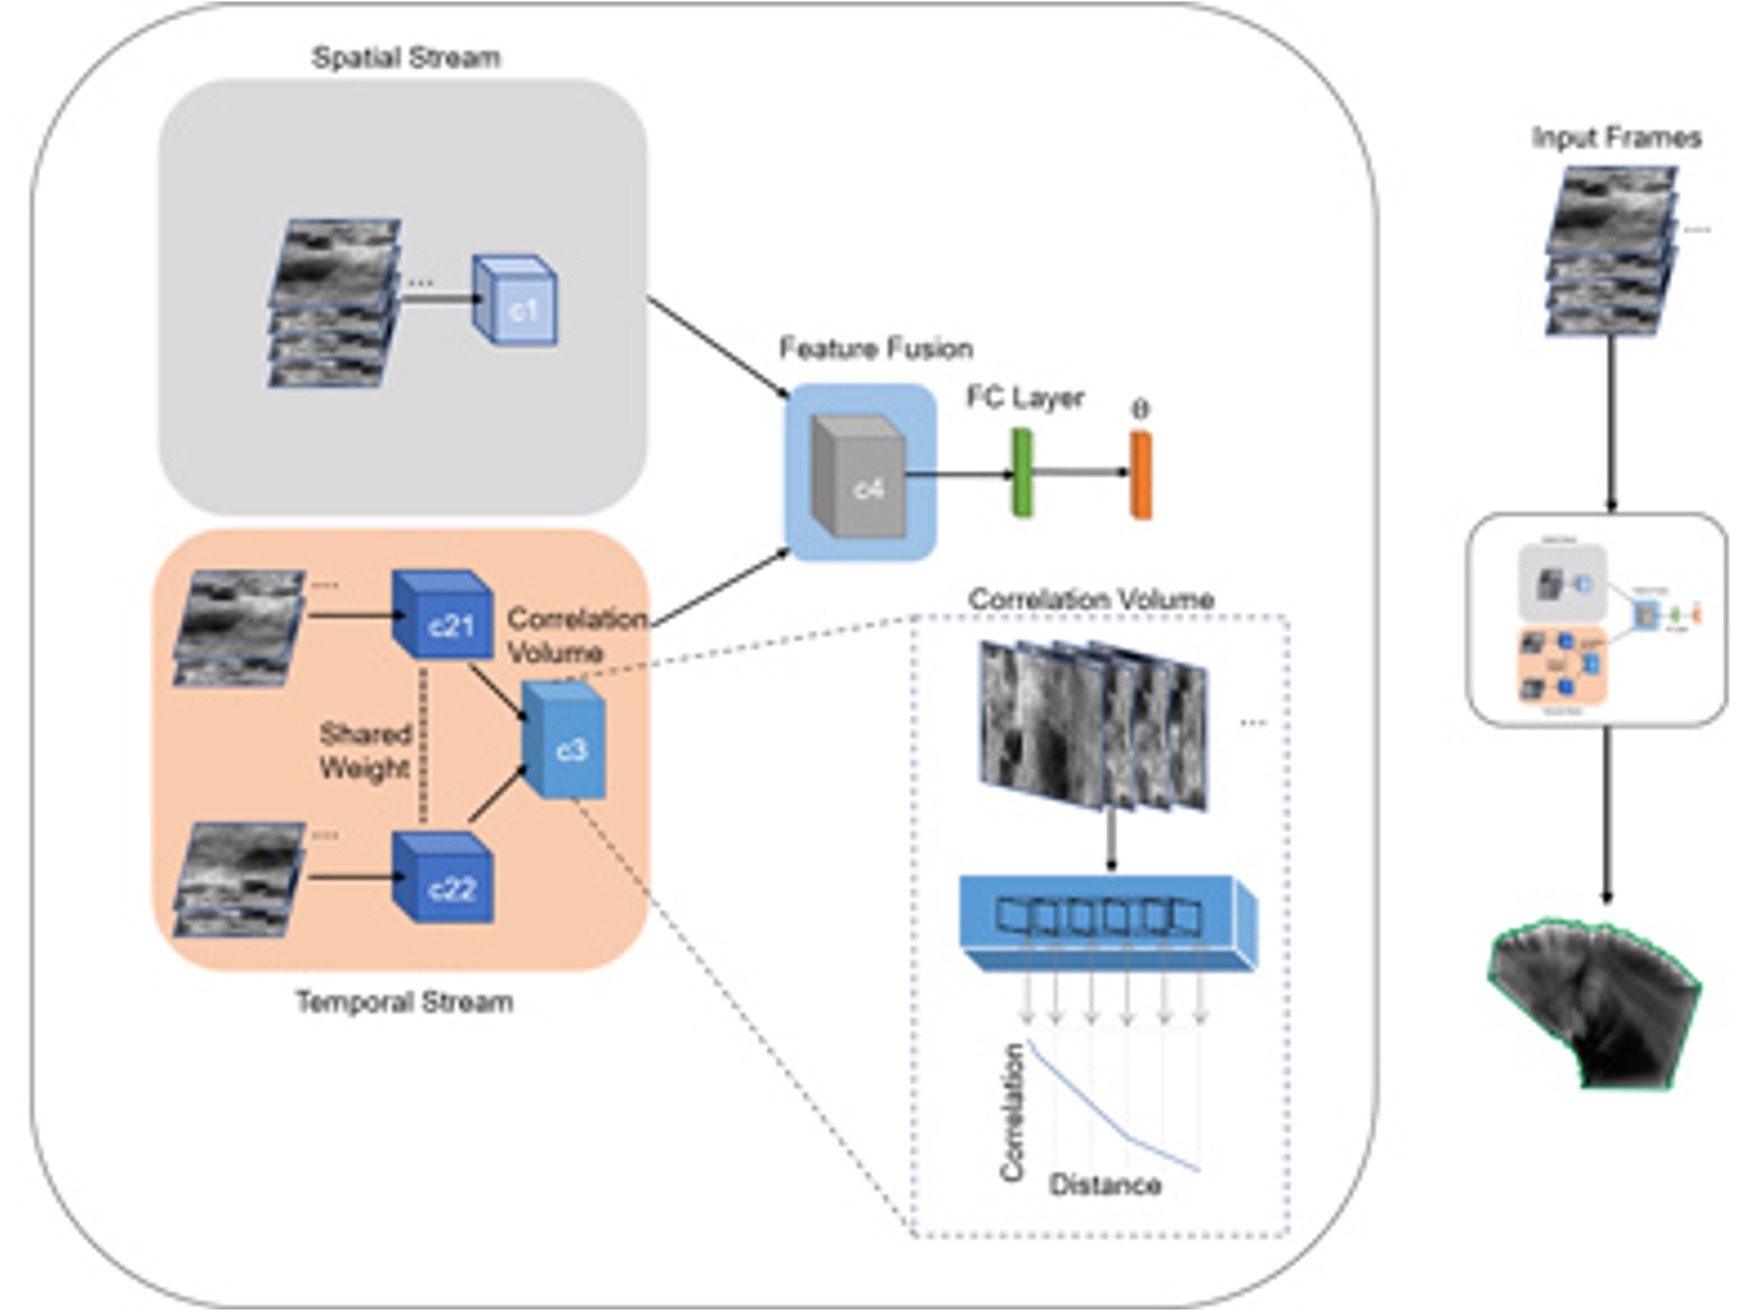 Spatial Stream
...
c1
Feature Fusion
FC Layer
θ
c4
....
c21
Correlation
Volume
Shared
Weight
c3
....
c22
Temporal Stream
Correlation Volume
...
Correlation
Distance
Input Frames
....